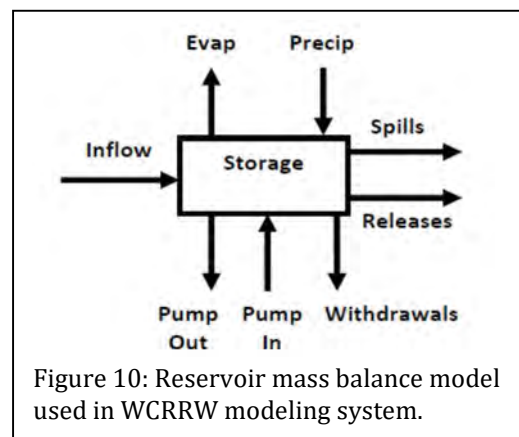 Evap Precip
Spills
Inflow
Storage
Releases
Pump Pump Withdrawals
Out In
Figure 10: Reservoir mass balance model
used in WCRRW modeling system.